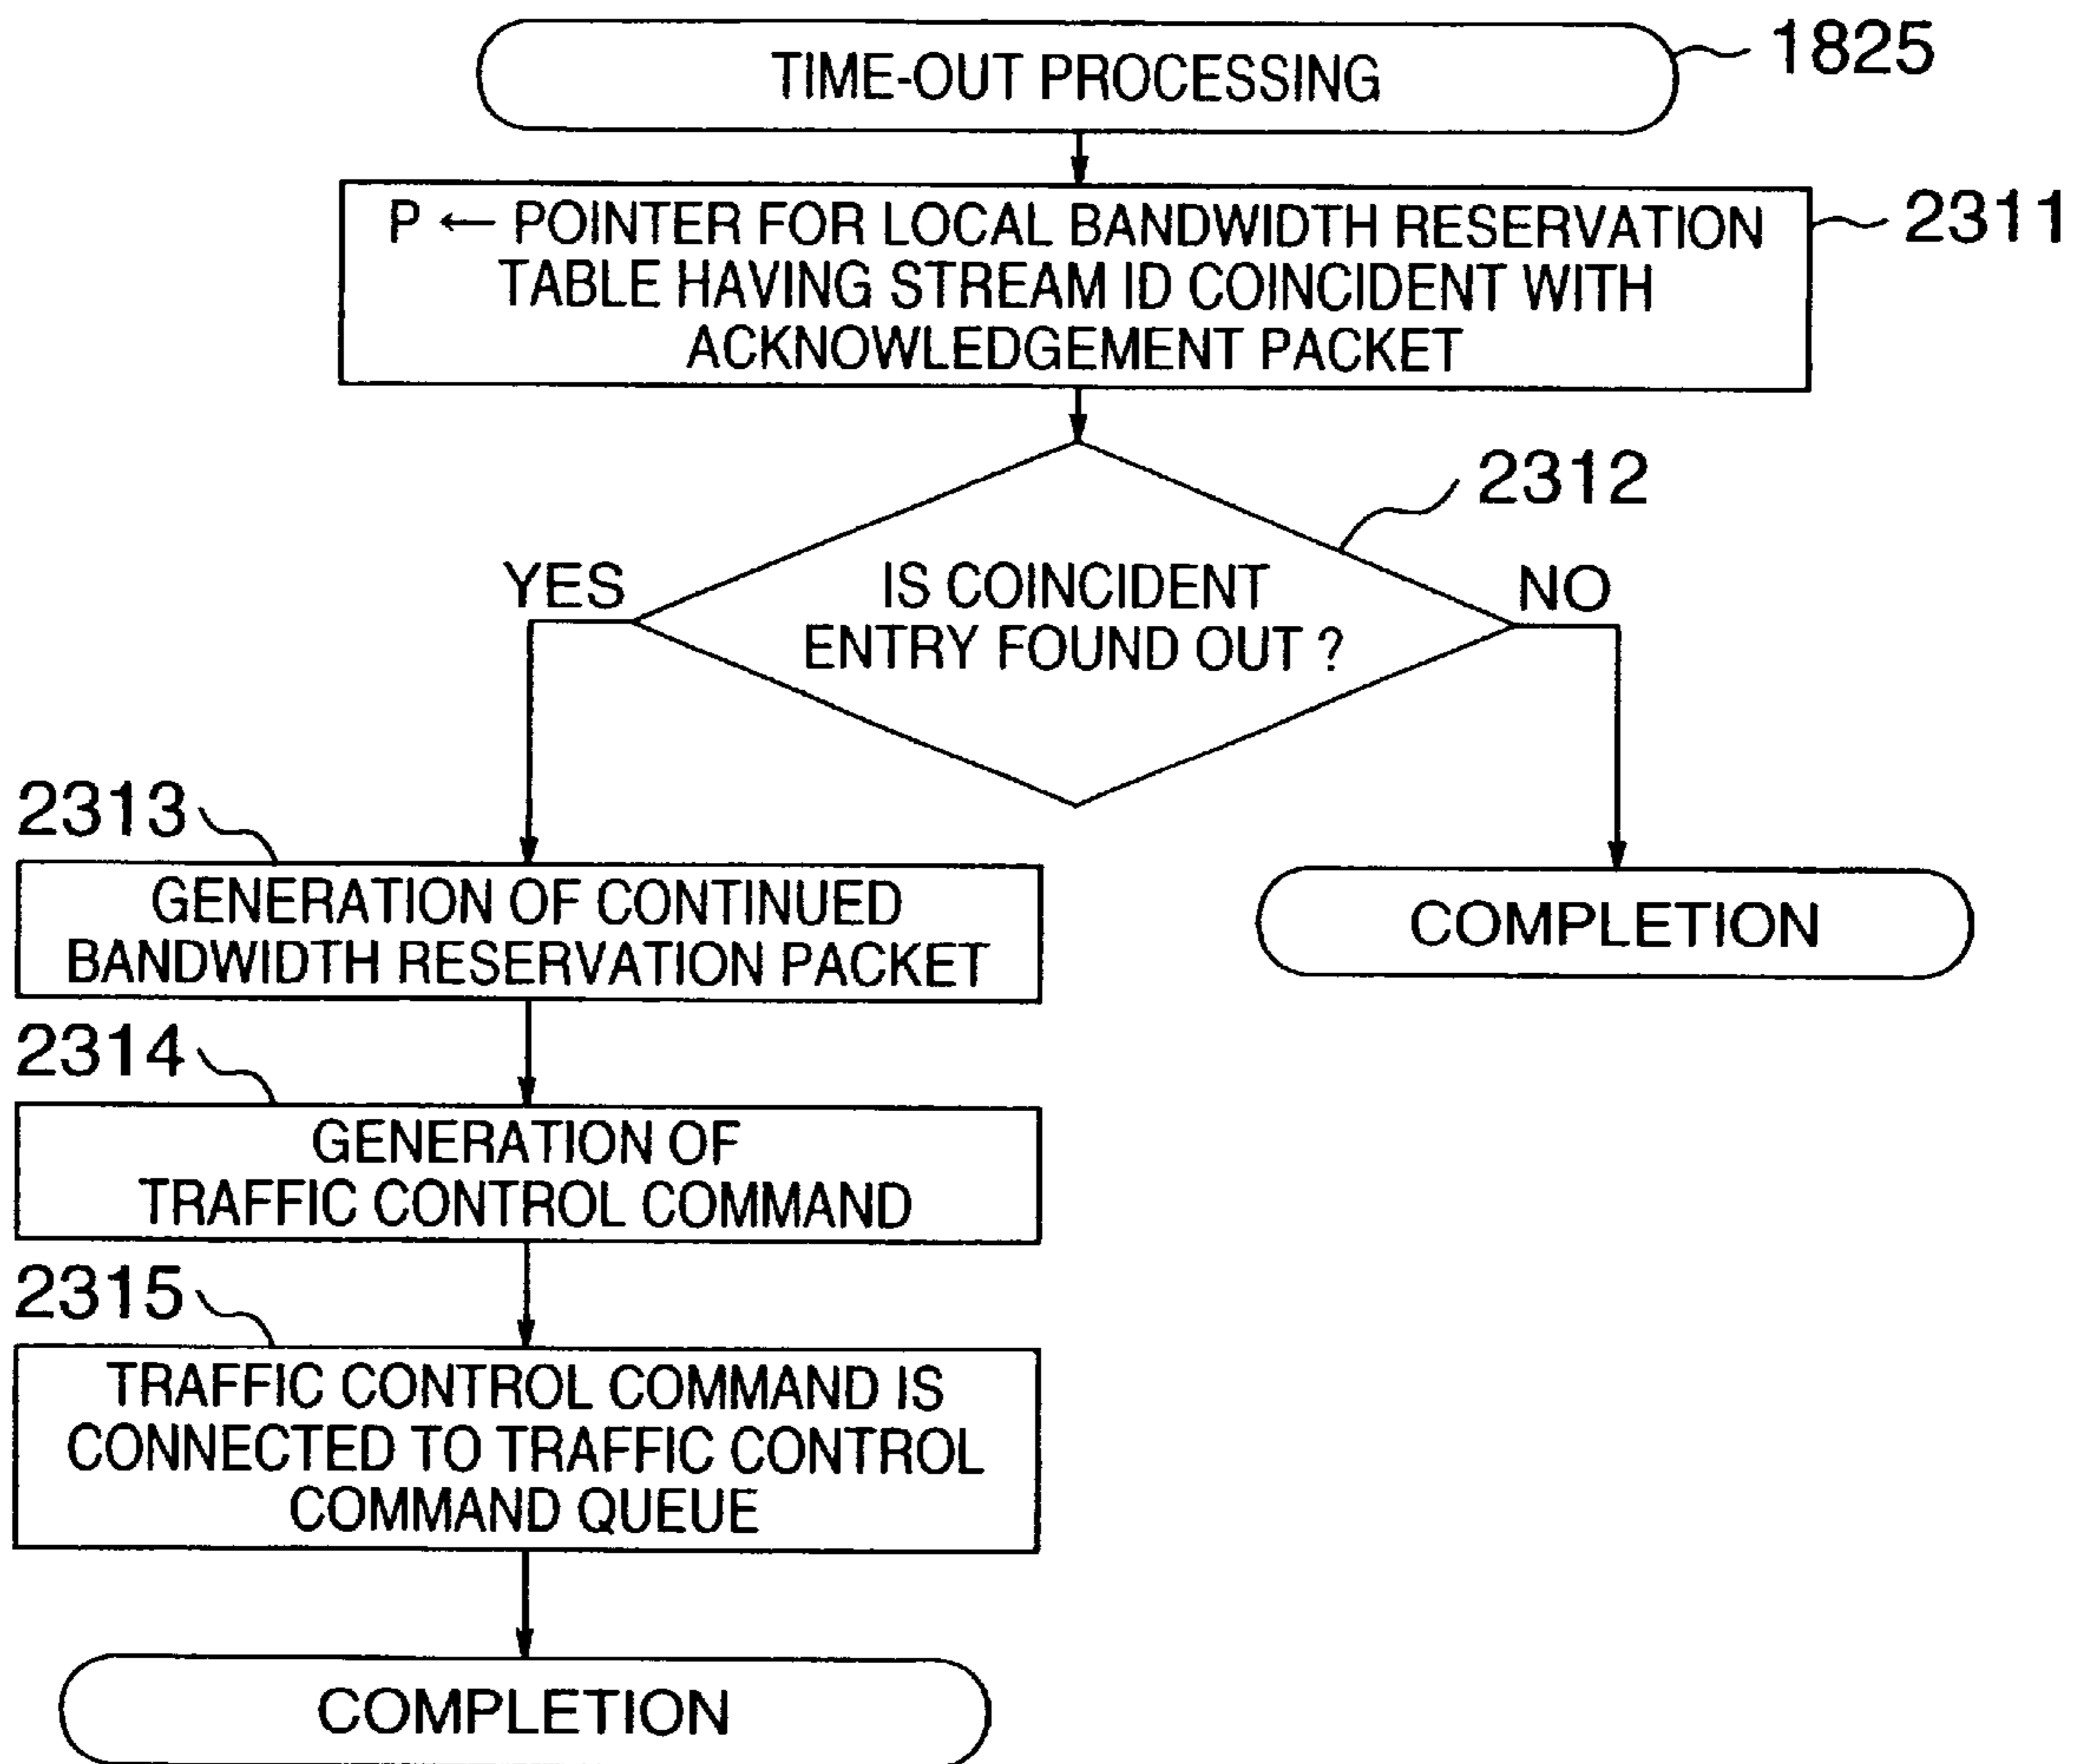 TIME-OUT PROCESSING
1825
P ← POINTER FOR LOCAL BANDWIDTH RESERVATION
TABLE HAVING STREAM ID COINCIDENT WITH
ACKNOWLEDGEMENT PACKET
2311
2312
IS COINCIDENT
ENTRY FOUND OUT ?
YES
NO
2313
GENERATION OF CONTINUED
BANDWIDTH RESERVATION PACKET
COMPLETION
2314
GENERATION OF
TRAFFIC CONTROL COMMAND
2315
TRAFFIC CONTROL COMMAND IS
CONNECTED TO TRAFFIC CONTROL
COMMAND QUEUE
COMPLETION